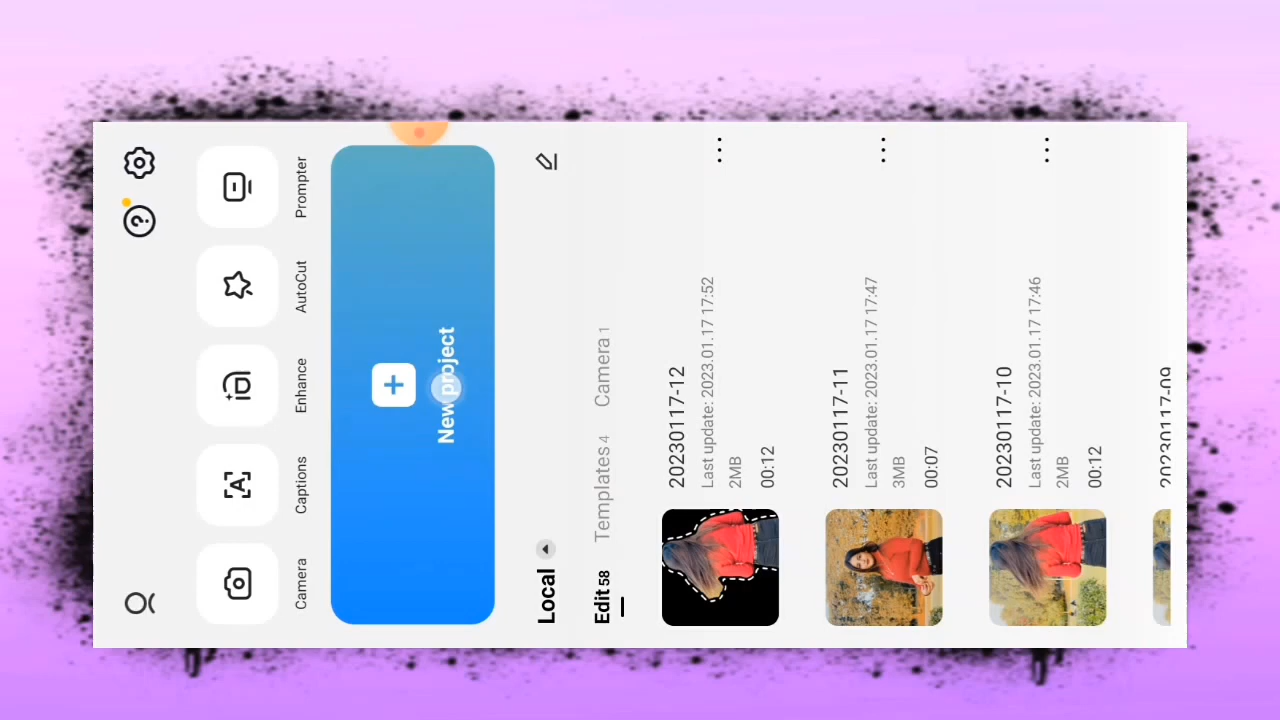 Camera
Captions
Enhance
AutoCut
Prompter
New project
Local
Edit 58
Templates 4
Camera 1
20230117-12
Last update: 2023.01.17 17:52
2MB
00:12
20230117-11
Last update: 2023.01.17 17:47
3MB
00:07
20230117-10
Last update: 2023.01.17 17:46
2MB
00:12
20230117-09